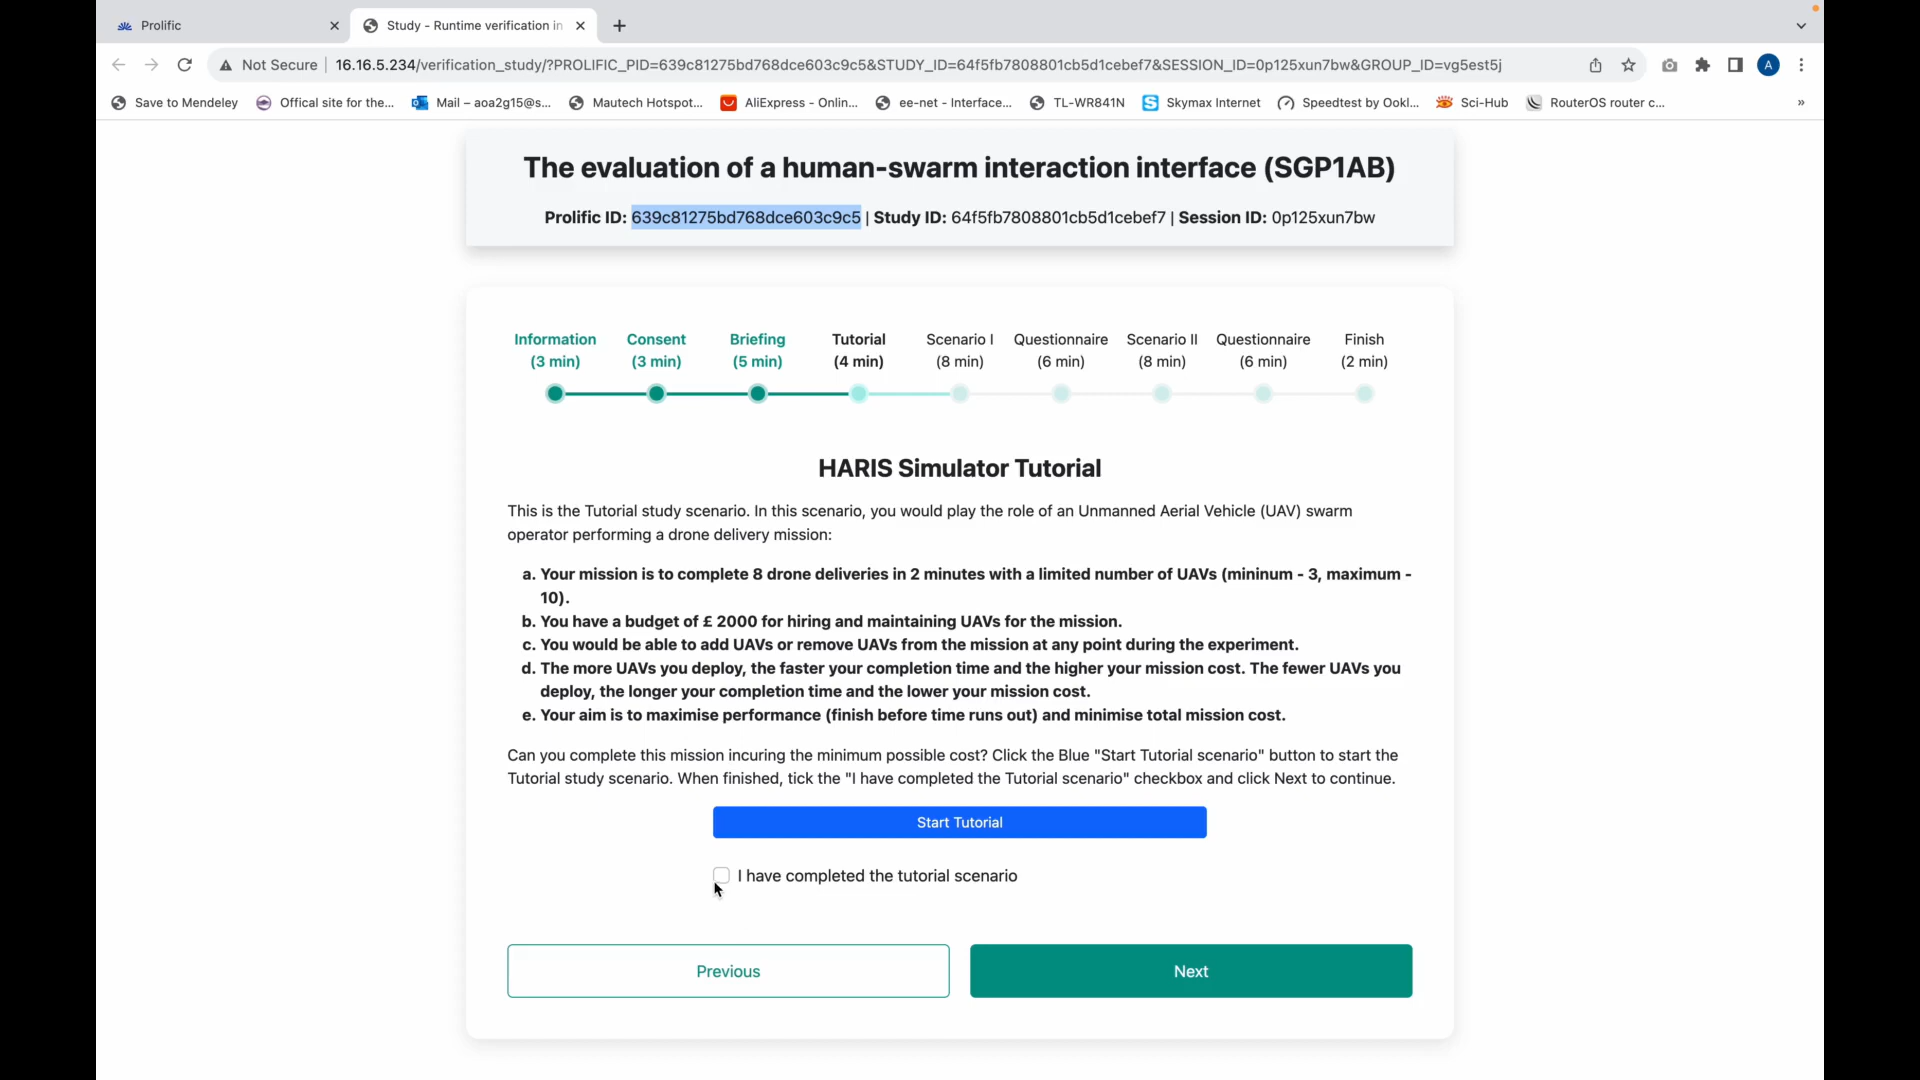 Prolific
Study - Runtime verification in
Not Secure
16.16.5.234/verification_study/?PROLIFIC_PID=639c81275bd768dce603c9c5&STUDY_ID=64f5fb7808801cb5d1cebef7&SESSION_ID=0p125xun7bw&GROUP_ID=vg5est5j
A
Save to Mendeley
Offical site for the...
Mail – aoa2g15@s...
Mautech Hotspot...
AliExpress - Onlin...
ee-net - Interface...
TL-WR841N
Skymax Internet
Speedtest by Ookl...
Sci-Hub
RouterOS router c...
»
The evaluation of a human-swarm interaction interface (SGP1AB)
Prolific ID: 639c81275bd768dce603c9c5 | Study ID: 64f5fb7808801cb5d1cebef7 | Session ID: 0p125xun7bw
Information
(3 min)
Consent
(3 min)
Briefing
(5 min)
Tutorial
(4 min)
Scenario I
(8 min)
Questionnaire
(6 min)
Scenario II
(8 min)
Questionnaire
(6 min)
Finish
(2 min)
HARIS Simulator Tutorial
This is the Tutorial study scenario. In this scenario, you would play the role of an Unmanned Aerial Vehicle (UAV) swarm
operator performing a drone delivery mission:
a. Your mission is to complete 8 drone deliveries in 2 minutes with a limited number of UAVs (mininum - 3, maximum -
10).
b. You have a budget of £ 2000 for hiring and maintaining UAVs for the mission.
c. You would be able to add UAVs or remove UAVs from the mission at any point during the experiment.
d. The more UAVs you deploy, the faster your completion time and the higher your mission cost. The fewer UAVs you
deploy, the longer your completion time and the lower your mission cost.
e. Your aim is to maximise performance (finish before time runs out) and minimise total mission cost.
Can you complete this mission incuring the minimum possible cost? Click the Blue "Start Tutorial scenario" button to start the
Tutorial study scenario. When finished, tick the "I have completed the Tutorial scenario" checkbox and click Next to continue.
Start Tutorial
I have completed the tutorial scenario
Previous
Next